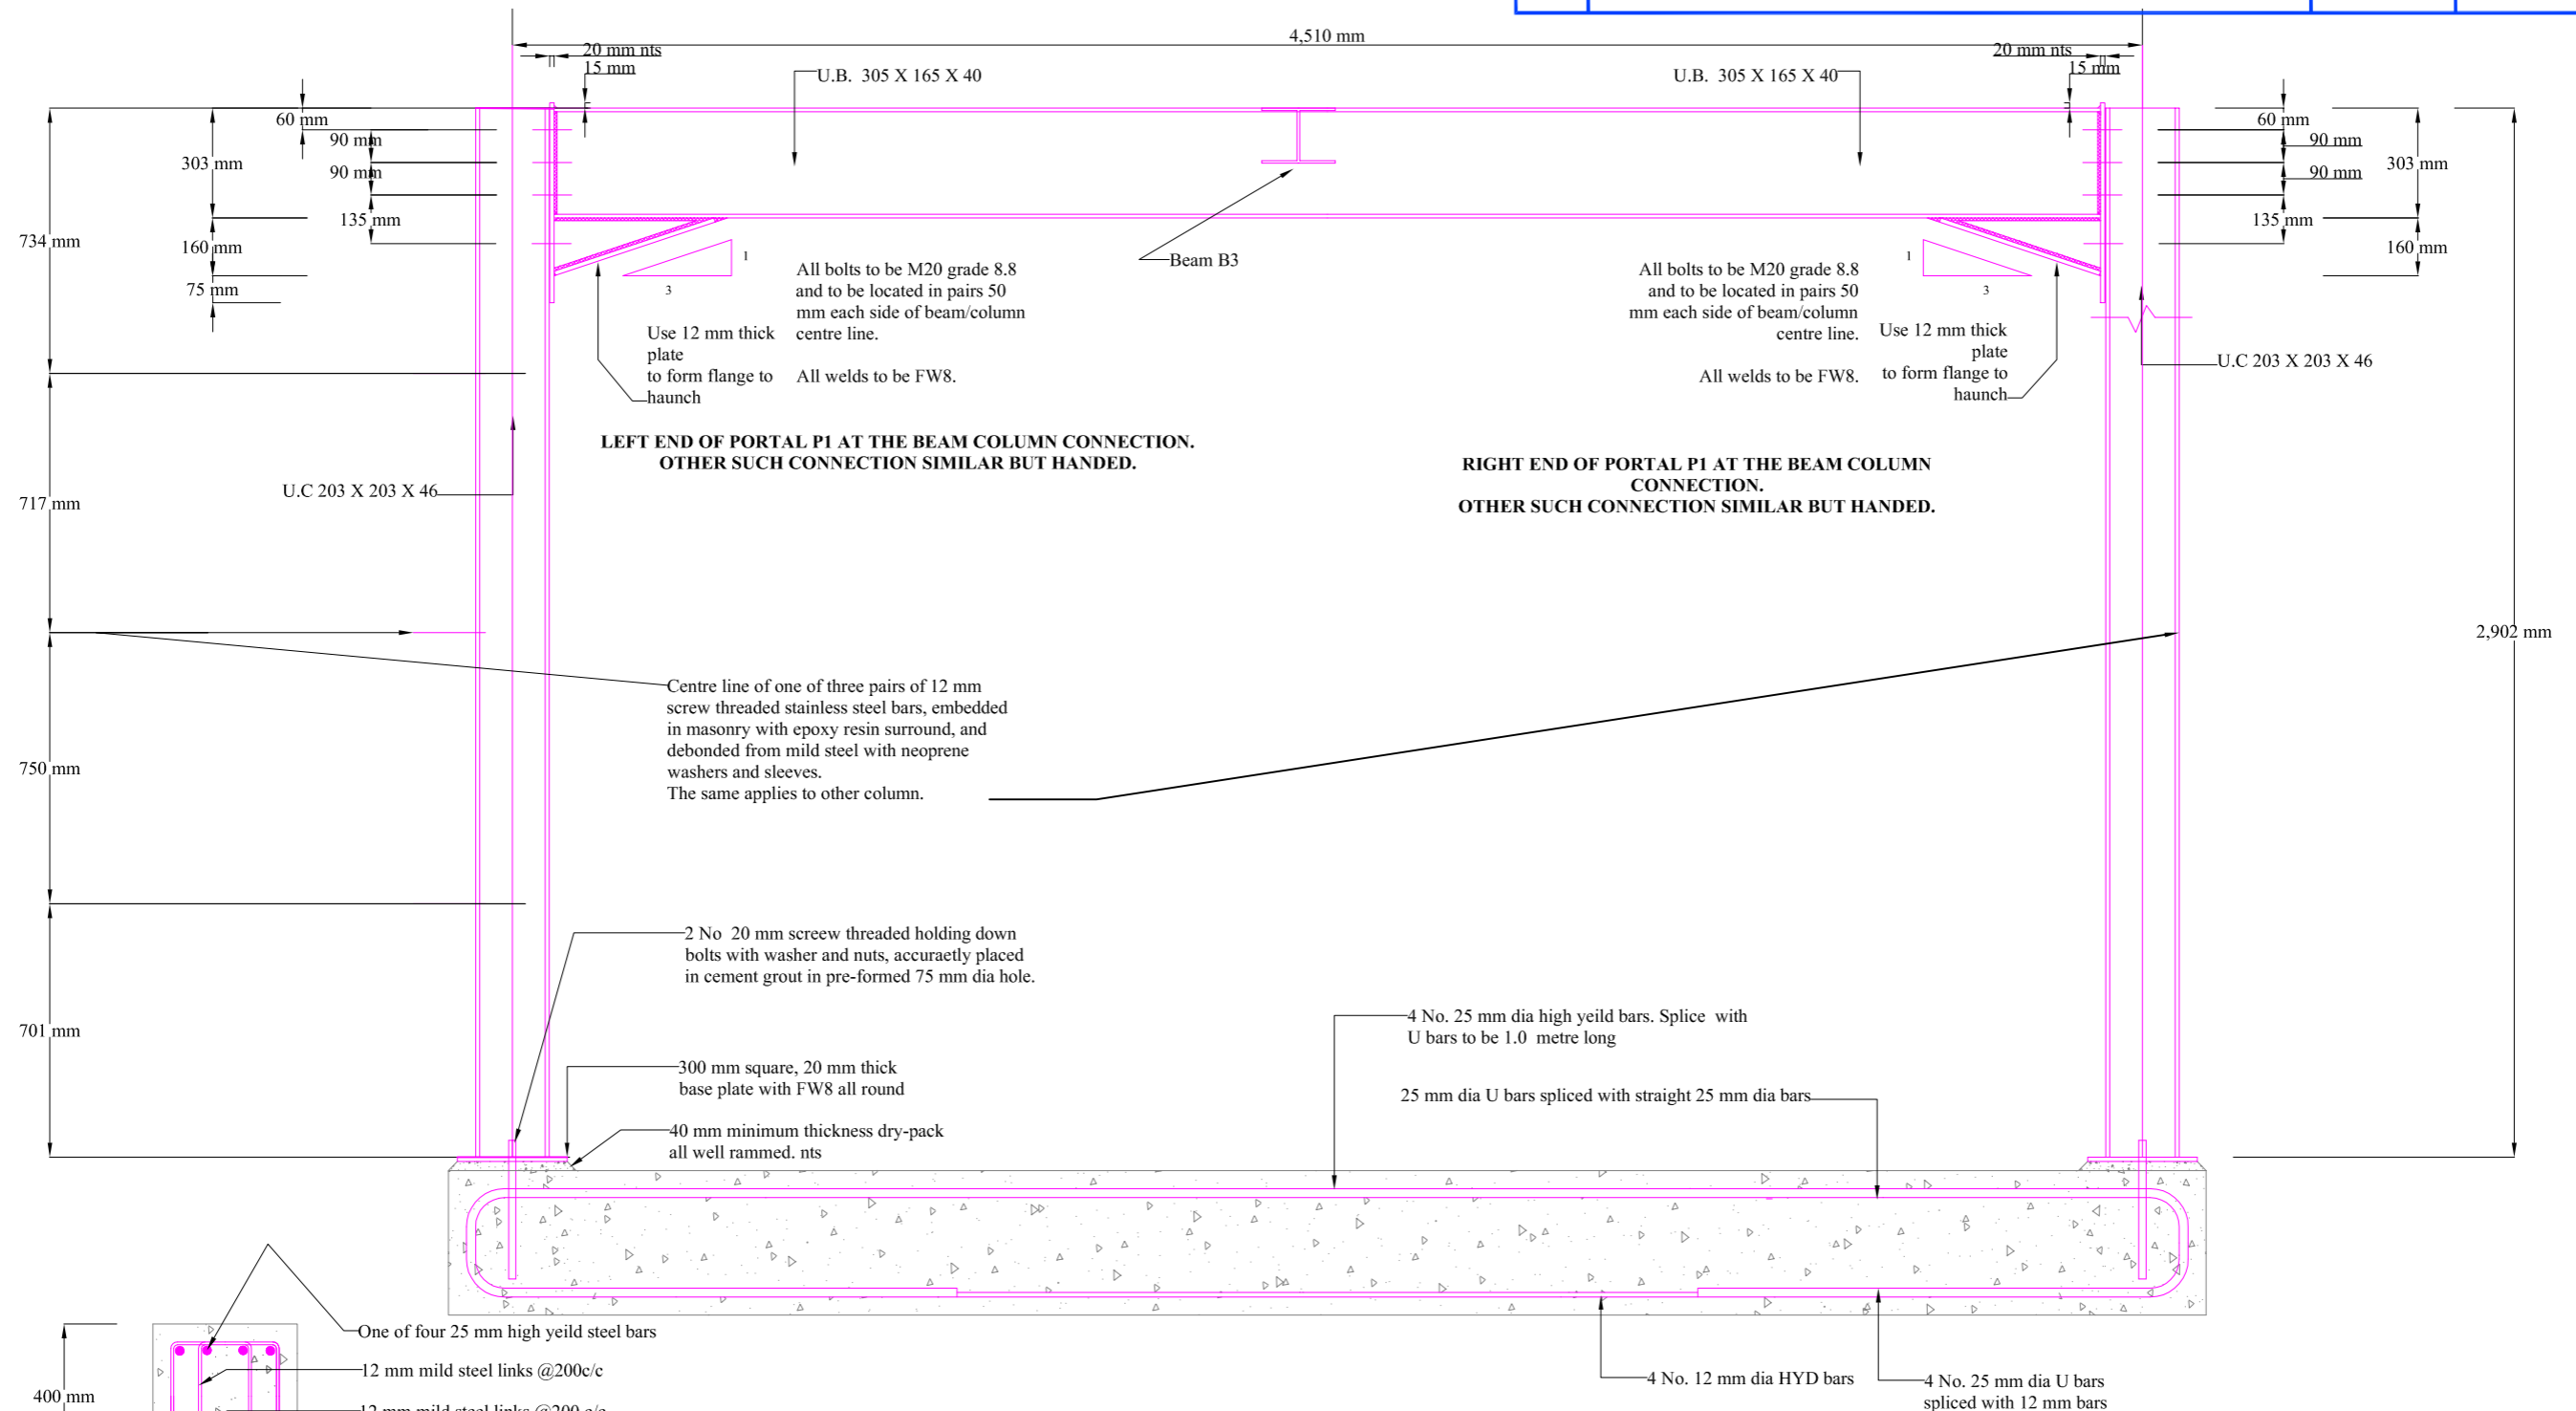 4,510 mm
20 mm nts
15 mm
20 mm nts
15 mm
U.B. 305 X 165 X 40
U.B. 305 X 165 X 40
60 mm
90 mm
90 mm
303 mm
135 mm
734 mm
160 mm
75 mm
60 mm
90 mm
90 mm
303 mm
135 mm
160 mm
1
3
1
3
Beam B3
All bolts to be M20 grade 8.8
and to be located in pairs 50
mm each side of beam/column
centre line.
All welds to be FW8.
Use 12 mm thick
plate
to form flange to
haunch
All bolts to be M20 grade 8.8
and to be located in pairs 50
mm each side of beam/column
centre line.
All welds to be FW8.
Use 12 mm thick
plate
to form flange to
haunch
U.C 203 X 203 X 46
LEFT END OF PORTAL P1 AT THE BEAM COLUMN CONNECTION.
OTHER SUCH CONNECTION SIMILAR BUT HANDED.
RIGHT END OF PORTAL P1 AT THE BEAM COLUMN
CONNECTION.
OTHER SUCH CONNECTION SIMILAR BUT HANDED.
U.C 203 X 203 X 46
717 mm
2,902 mm
Centre line of one of three pairs of 12 mm
screw threaded stainless steel bars, embedded
in masonry with epoxy resin surround, and
debonded from mild steel with neoprene
washers and sleeves.
The same applies to other column.
750 mm
2 No 20 mm screew threaded holding down
bolts with washer and nuts, accuraetly placed
in cement grout in pre-formed 75 mm dia hole.
701 mm
4 No. 25 mm dia high yeild bars. Splice with
U bars to be 1.0 metre long
300 mm square, 20 mm thick
base plate with FW8 all round
25 mm dia U bars spliced with straight 25 mm dia bars
40 mm minimum thickness dry-pack
all well rammed. nts
One of four 25 mm high yeild steel bars
12 mm mild steel links @200c/c
12 mm mild steel links @200 c/c
400 mm
4 No. 12 mm dia HYD bars
4 No. 25 mm dia U bars
spliced with 12 mm bars